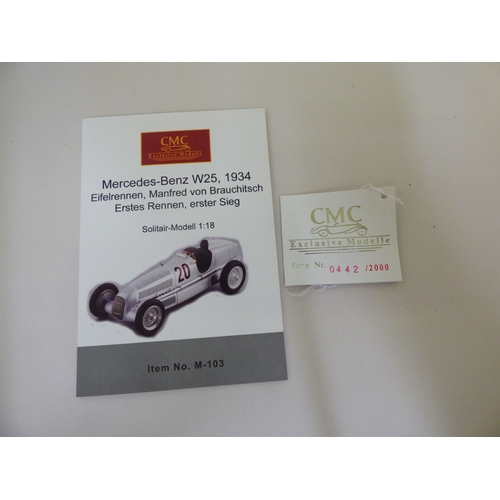 CMC
Exclusive Modelle
Mercedes-Benz W25, 1934
Eifelrennen, Manfred von Brauchitsch
Erstes Rennen, erster Sieg
Solitair-Modell 1:18
20
Item No. M-103
CMC
Exclusive Modelle
Serie Nr. 0442 /2000